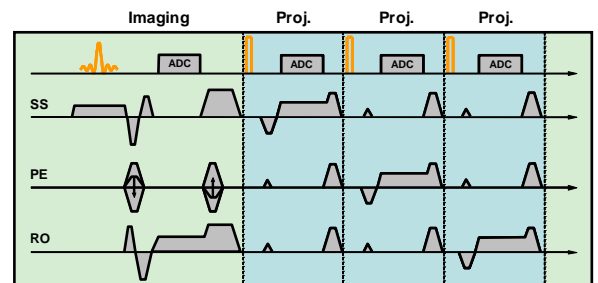 Imaging Proj. Proj. Proj.
ADC ADC ADC ADC
SS
PE
RO